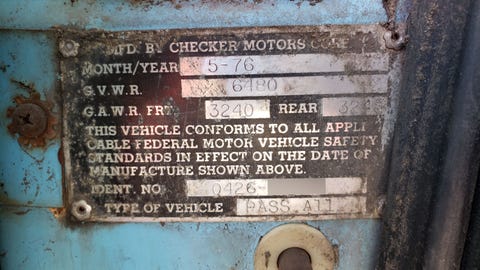 MFD. BY CHECKER MOTORS CORP
MONTH/YEAR 5-76
G.V.W.R. 6480
G.A.W.R. FRT. 3240 REAR
THIS VEHICLE CONFORMS TO ALL APPLI
CABLE FEDERAL MOTOR VEHICLE SAFETY
STANDARDS IN EFFECT ON THE DATE OF
MANUFACTURE SHOWN ABOVE.
IDENT. NO 0426-
TYPE OF VEHICLE PASS. A11